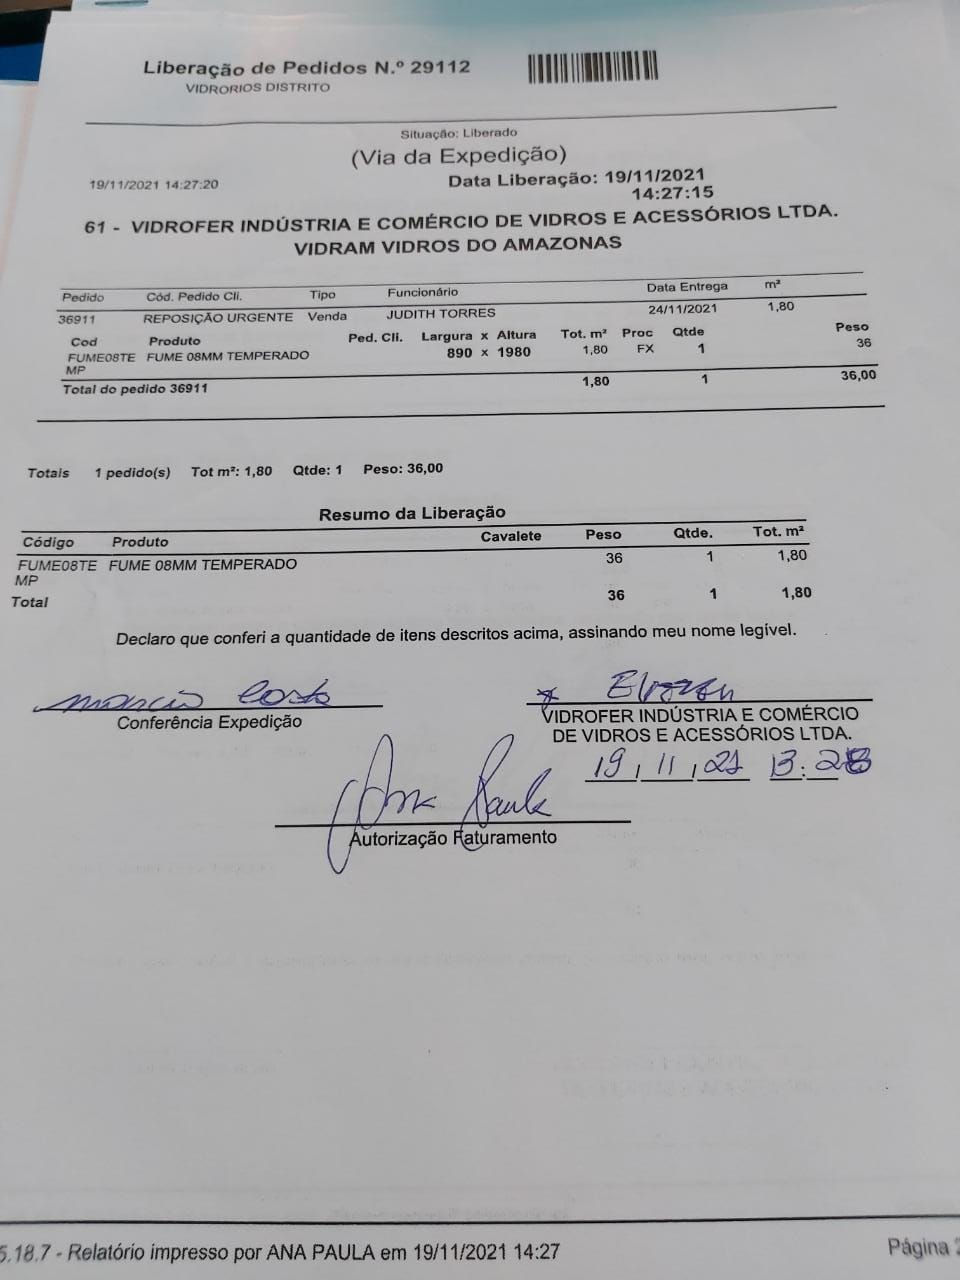 Liberação de Pedidos N.º 29112
VIDRORIOS DISTRITO
Situação: Liberado
(Via da Expedição)
19/11/2021 14:27:20 Data Liberação: 19/11/2021
14:27:15
61 - VIDROFER INDÚSTRIA E COMÉRCIO DE VIDROS E ACESSÓRIOS LTDA.
VIDRAM VIDROS DO AMAZONAS
Pedido Cód. Pedido Cli. Tipo Funcionário Data Entrega m²
36911 REPOSIÇÃO URGENTE Venda JUDITH TORRES 24/11/2021 1,80
Cod Produto Ped. Cli. Largura x Altura Tot. m² Proc Qtde Peso
FUME08TE FUME 08MM TEMPERADO 890 x 1980 1,80 FX 1 36
MP
Total do pedido 36911 1,80 1 36,00
Totais 1 pedido(s) Tot m²: 1,80 Qtde: 1 Peso: 36,00
Resumo da Liberação
Código Produto Cavalete Peso Qtde. Tot. m²
FUME08TE FUME 08MM TEMPERADO 36 1 1,80
MP
Total 36 1 1,80
Declaro que conferi a quantidade de itens descritos acima, assinando meu nome legível.
marcio Costa
Conferência Expedição
VIDROFER INDÚSTRIA E COMÉRCIO
DE VIDROS E ACESSÓRIOS LTDA.
19, 11, 21 13:28
Ana Paula
Autorização Faturamento
5.18.7 - Relatório impresso por ANA PAULA em 19/11/2021 14:27 Página 2